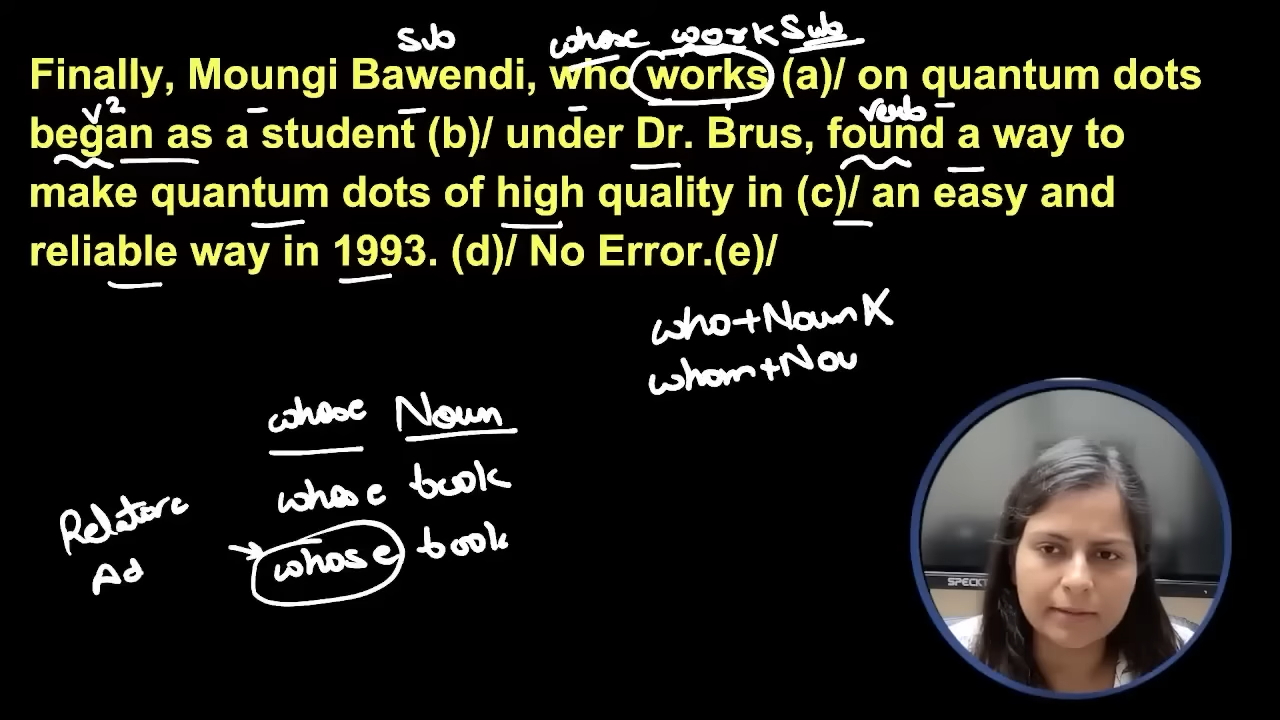 sub whose work Sub
Finally, Moungi Bawendi, who works (a)/ on quantum dots
v2 verb
began as a student (b)/ under Dr. Brus, found a way to
make quantum dots of high quality in (c)/ an easy and
reliable way in 1993. (d)/ No Error.(e)/
who+Noun X
whom+Nou
whose Noun
whose book
Relative
whose book
Ad
SPECKT